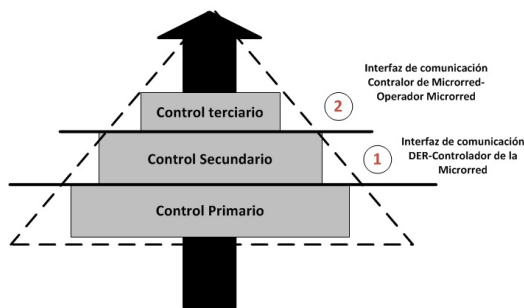 Interfaz de comunicación
Contralor de Microrred-
Operador Microrred
2
Control terciario
Interfaz de comunicación
DER-Controlador de la
Microrred
1
Control Secundario
Control Primario